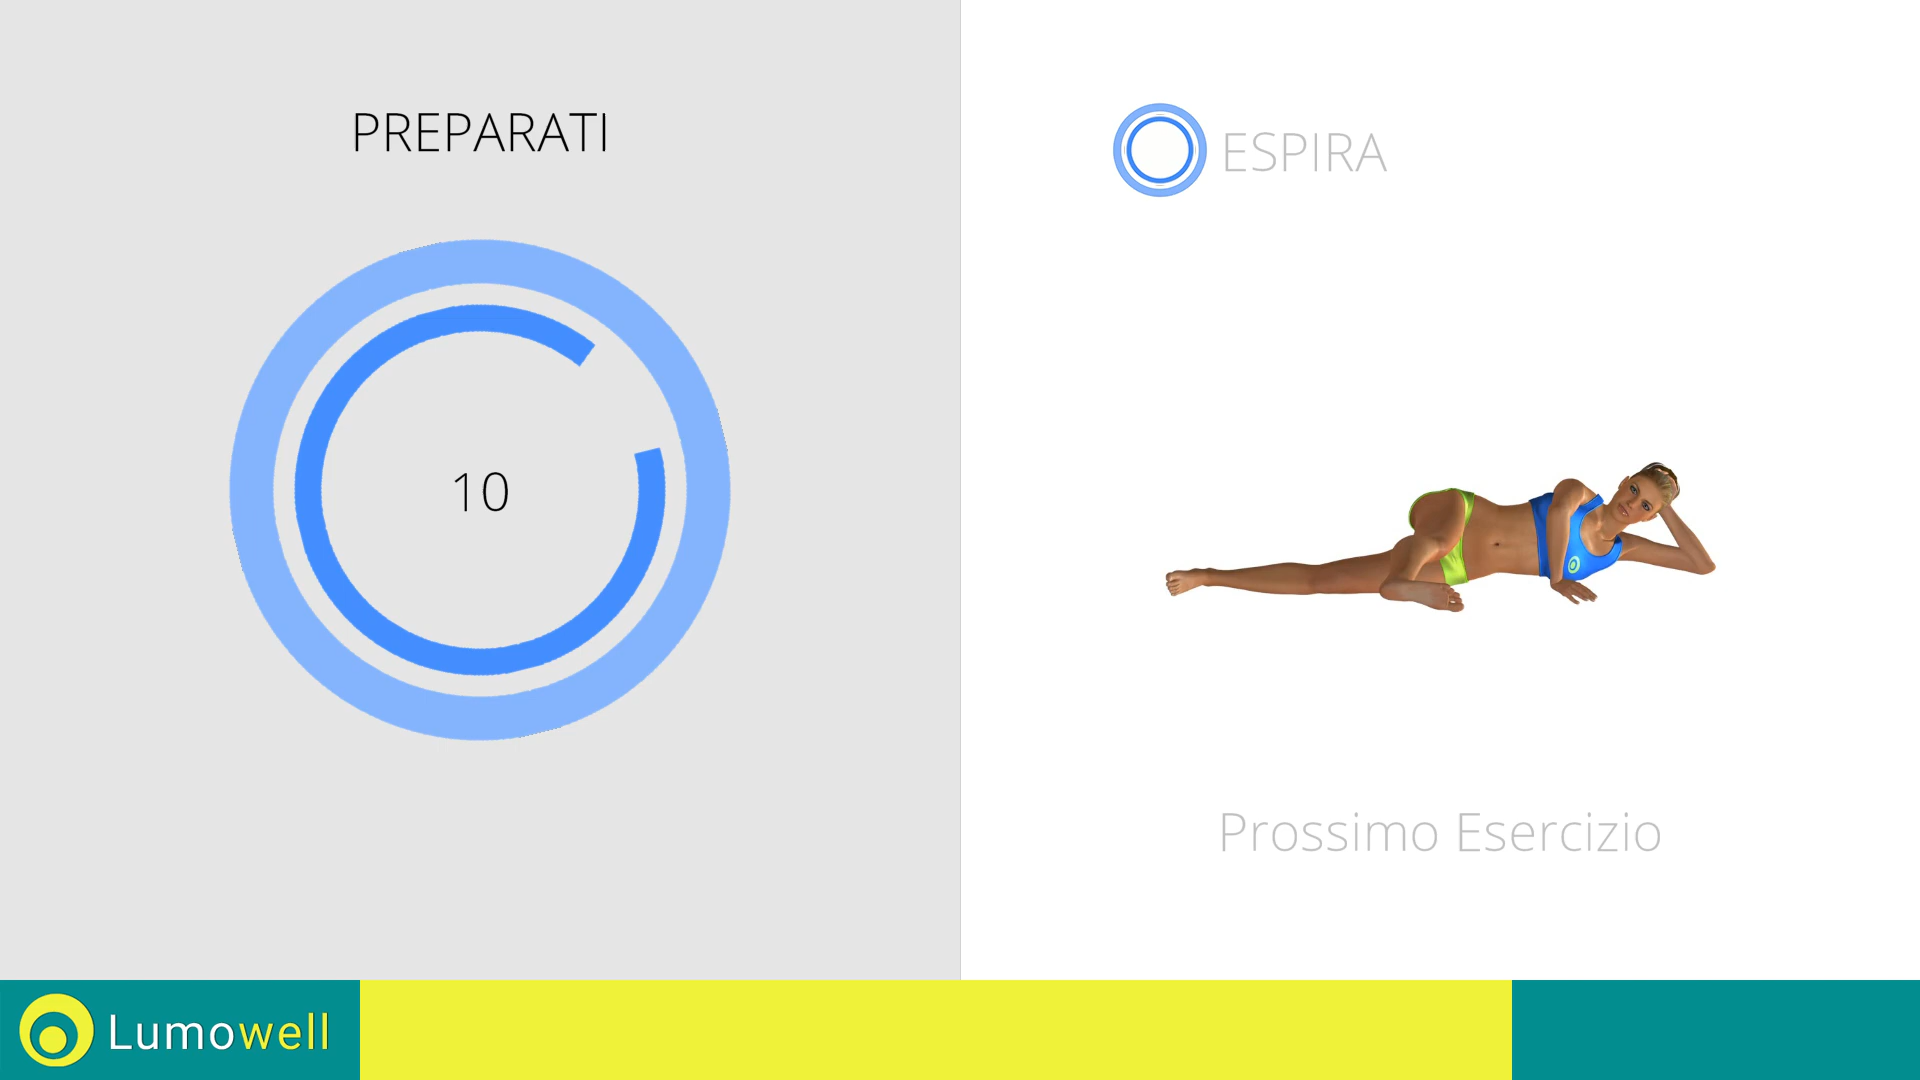 PREPARATI
10
ESPIRA
Prossimo Esercizio
Lumowell